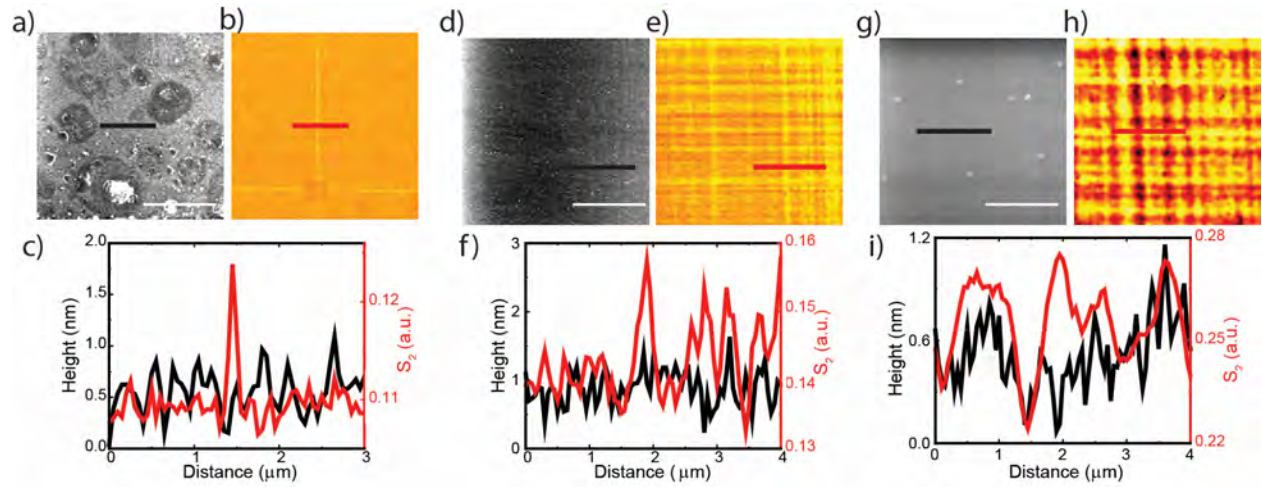 a) b) d) e) g) h)
c) f) i)
2.0
1.5
1.0
0.5
0.0
Height (nm)
0 1 2 3
Distance (μm)
0.12
0.11
S₂ (a.u.)
3
2
1
0
Height (nm)
0 1 2 3 4
Distance (μm)
0.16
0.15
0.14
0.13
S₂ (a.u.)
1.2
0.6
0.0
Height (nm)
0 1 2 3 4
Distance (μm)
0.28
0.25
0.22
S₂ (a.u.)